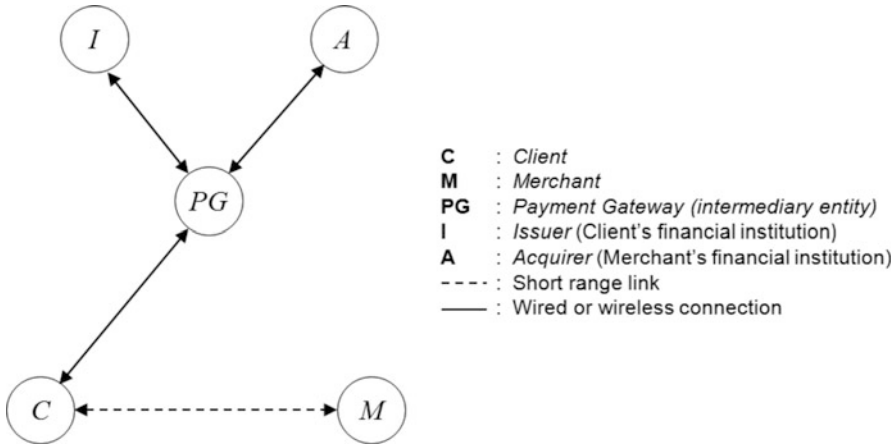 I
A
PG
C
M
C : Client
M : Merchant
PG : Payment Gateway (intermediary entity)
I : Issuer (Client's financial institution)
A : Acquirer (Merchant's financial institution)
----- : Short range link
—— : Wired or wireless connection